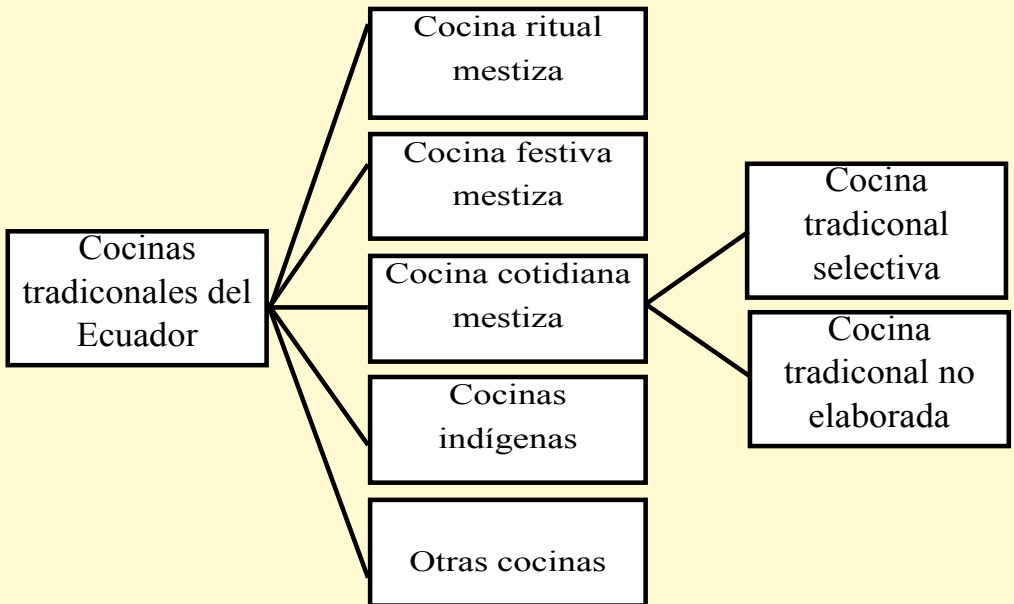 Cocinas
tradiconales del
Ecuador
Cocina ritual
mestiza
Cocina festiva
mestiza
Cocina cotidiana
mestiza
Cocinas
indígenas
Otras cocinas
Cocina
tradiconal
selectiva
Cocina
tradiconal no
elaborada